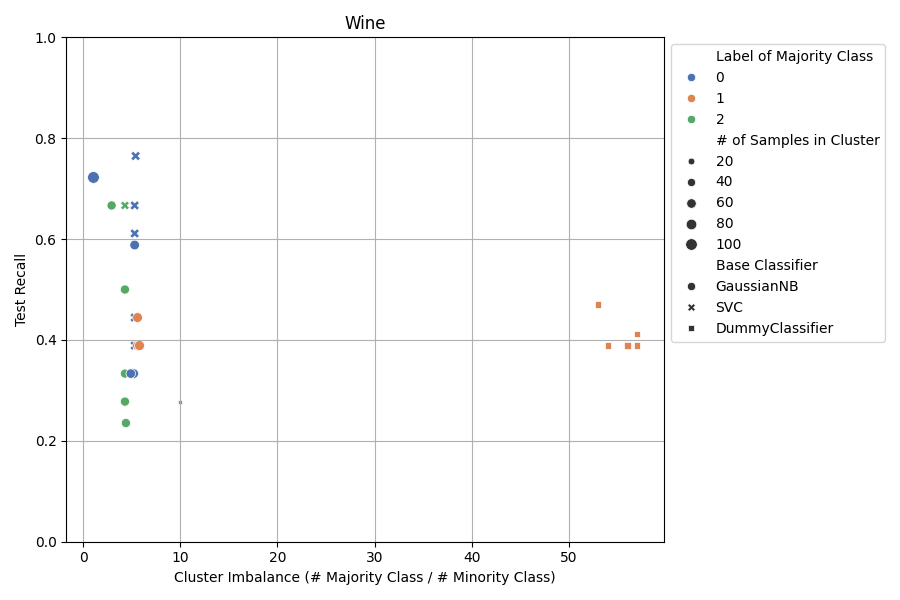 Wine
1.0
0.8
0.6
0.4
0.2
0.0
Test Recall
0 10 20 30 40 50
Cluster Imbalance (# Majority Class / # Minority Class)
Label of Majority Class
0
1
2
# of Samples in Cluster
20
40
60
80
100
Base Classifier
GaussianNB
SVC
DummyClassifier